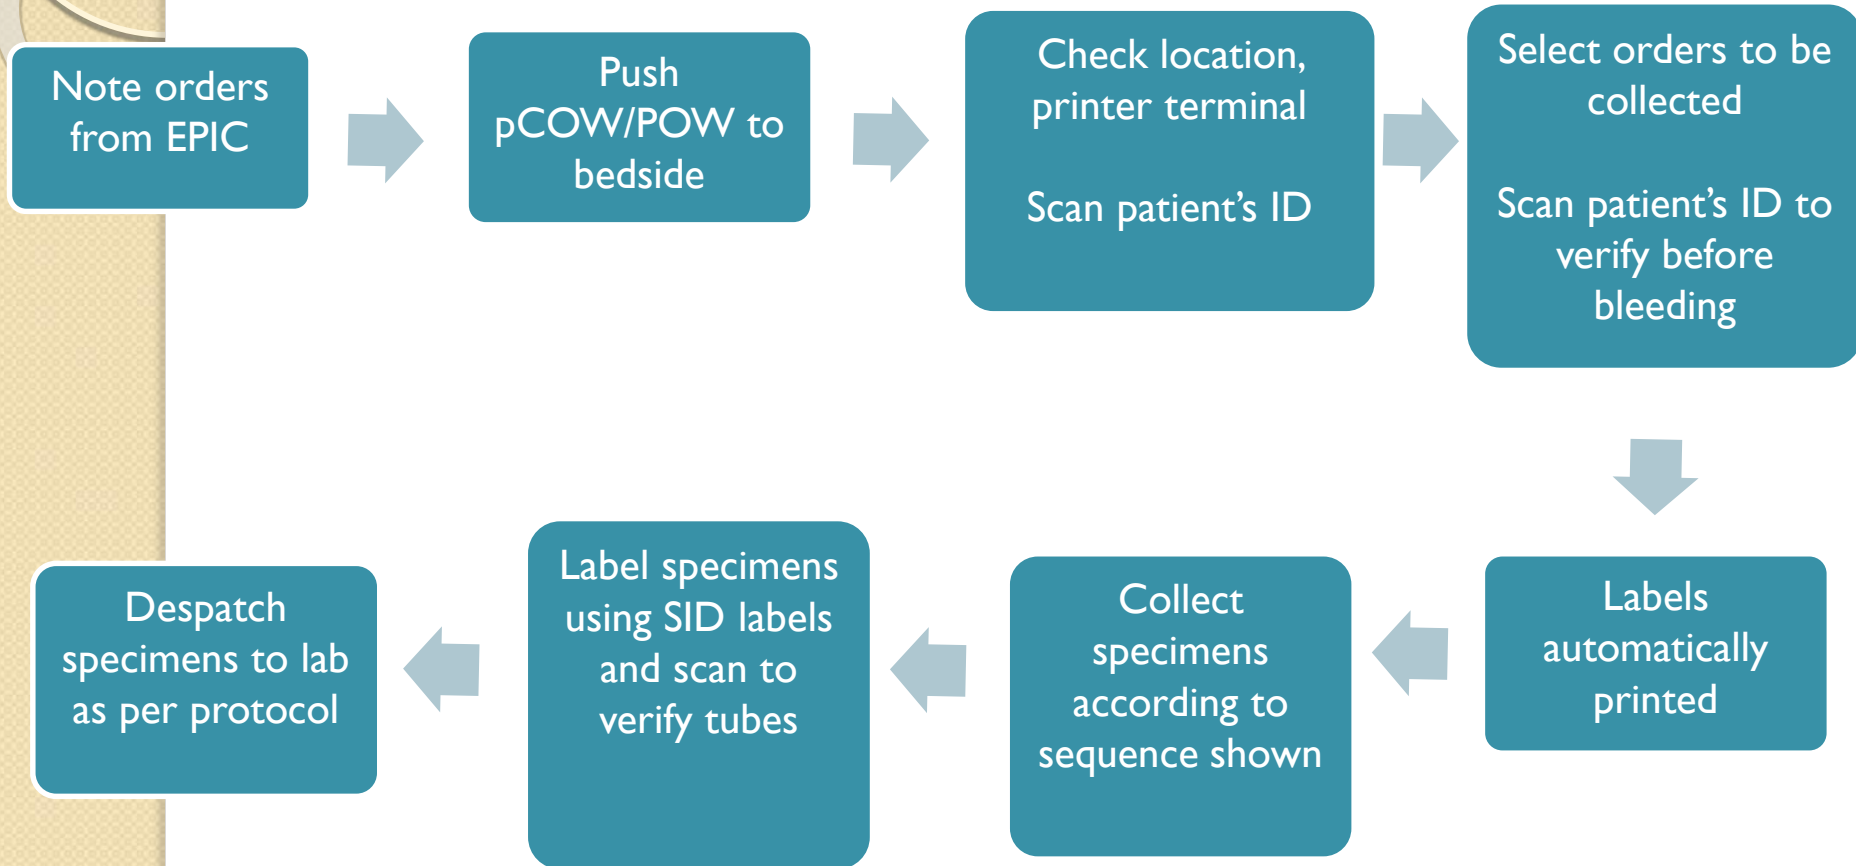 Note orders
from EPIC
Push
pCOW/POW to
bedside
Check location,
printer terminal
Scan patient’s ID
Select orders to be
collected
Scan patient’s ID to
verify before
bleeding
Labels
automatically
printed
Collect
specimens
according to
sequence shown
Label specimens
using SID labels
and scan to
verify tubes
Despatch
specimens to lab
as per protocol